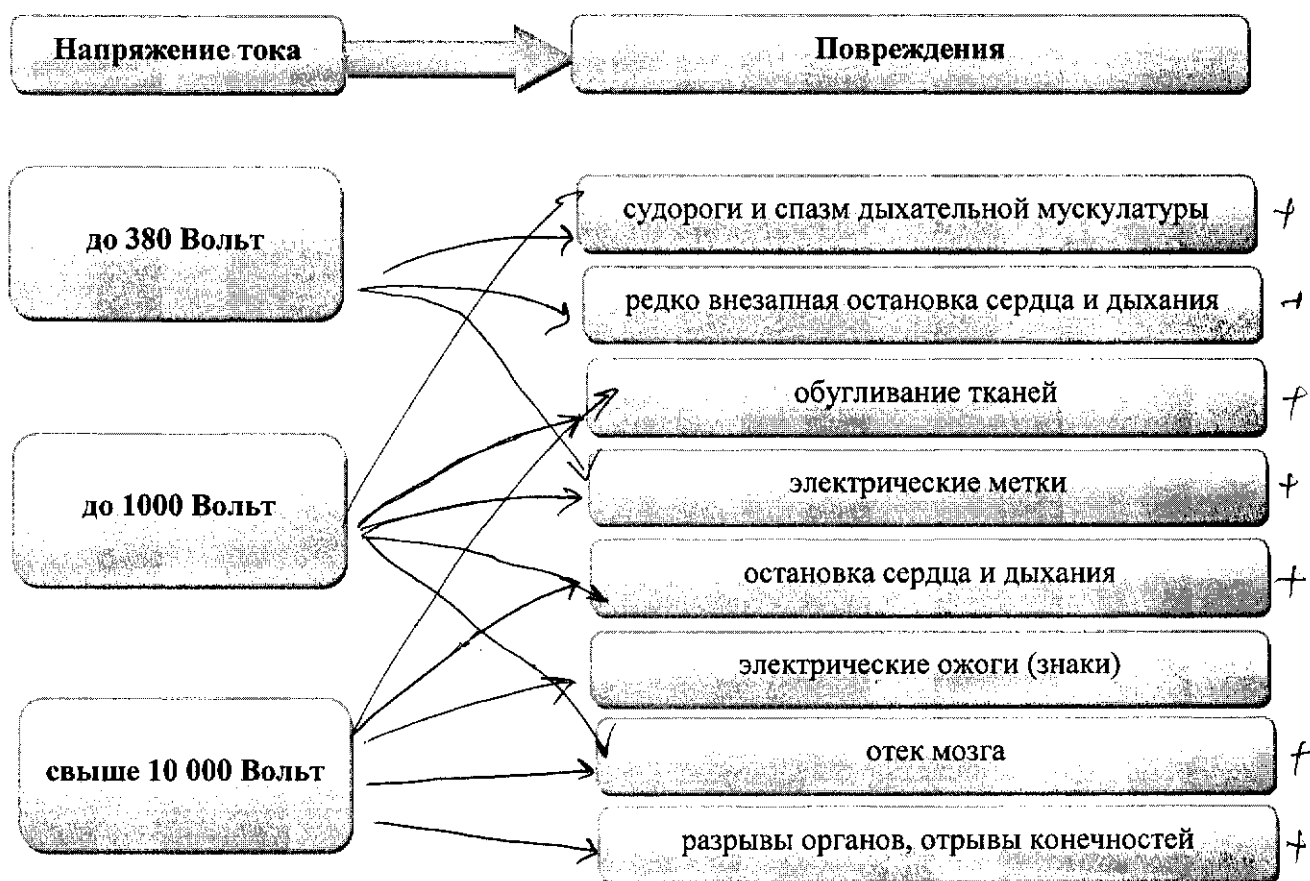 Напряжение тока
Повреждения
до 380 Вольт
до 1000 Вольт
свыше 10 000 Вольт
судороги и спазм дыхательной мускулатуры +
редко внезапная остановка сердца и дыхания +
обугливание тканей +
электрические метки +
остановка сердца и дыхания +
электрические ожоги (знаки)
отек мозга +
разрывы органов, отрывы конечностей +